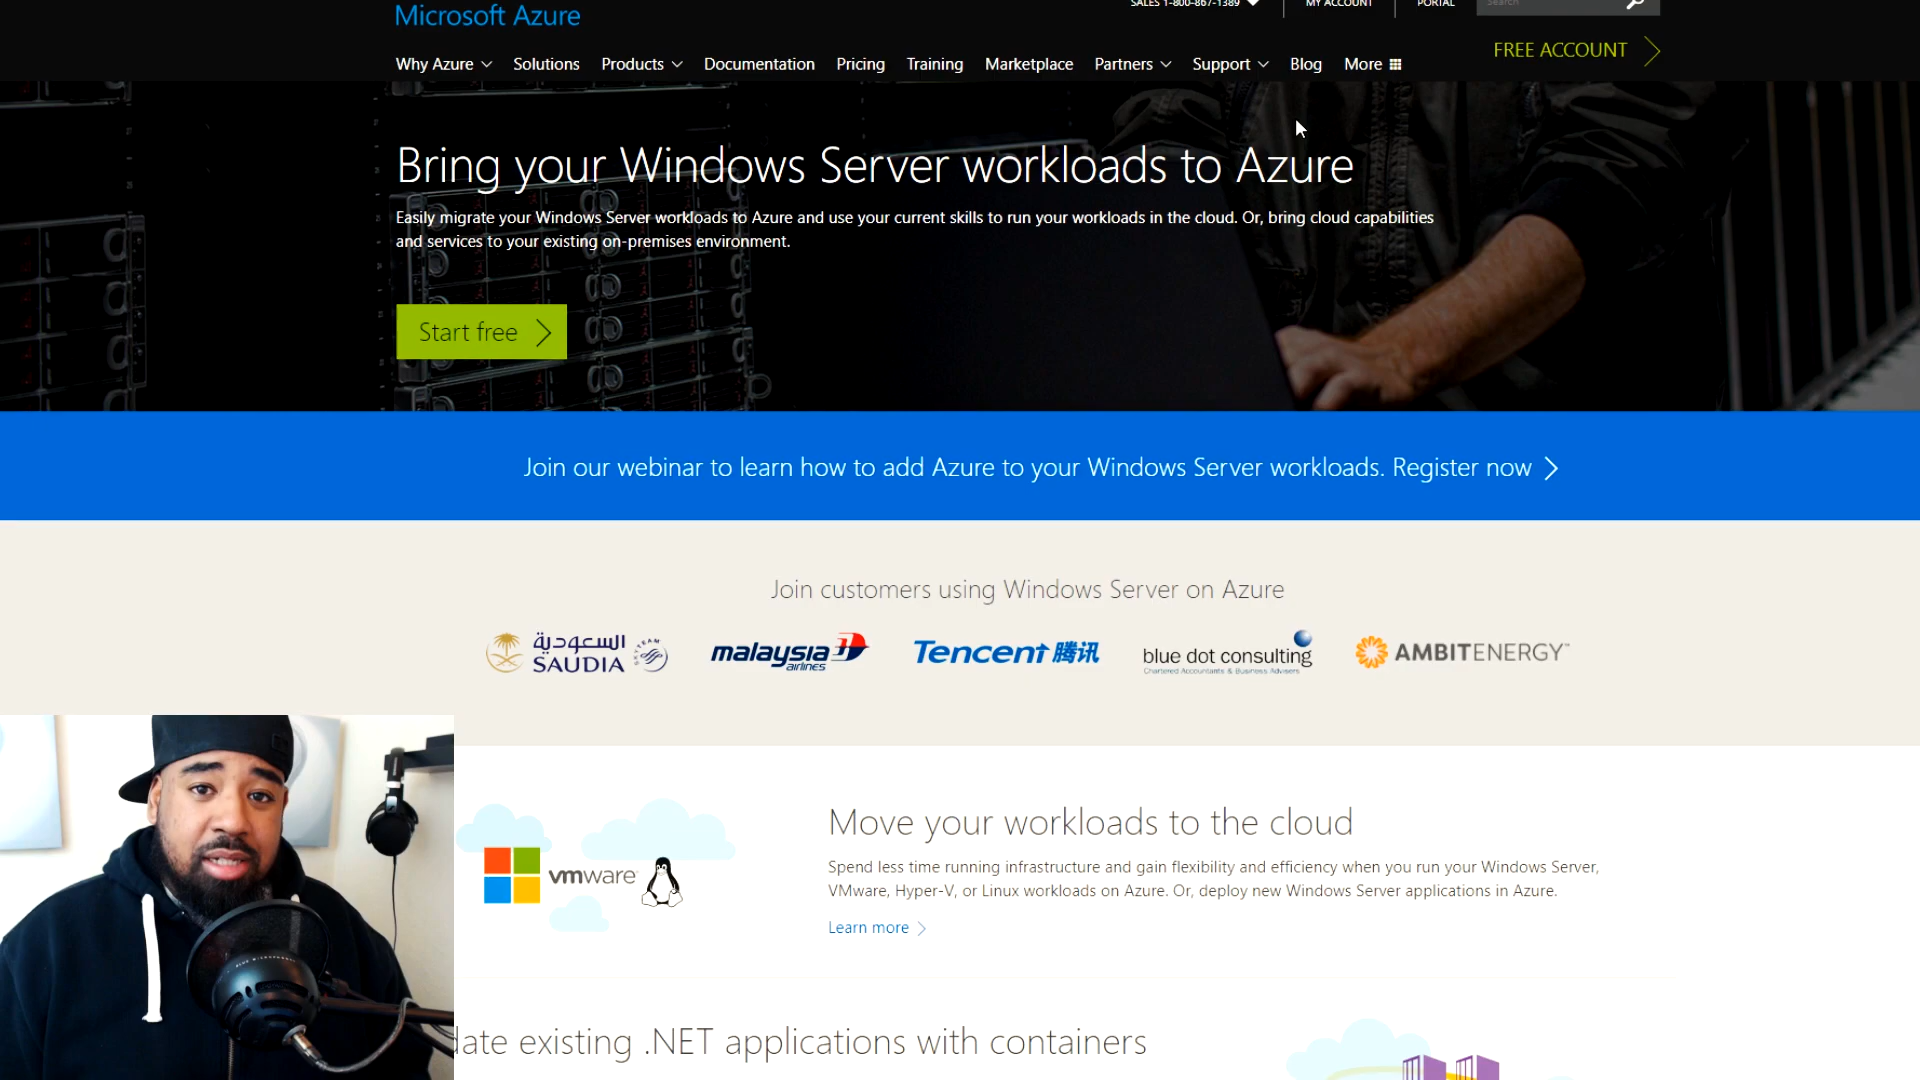 Microsoft Azure
SALES 1-800-867-1389
MY ACCOUNT
PORTAL
Search
Why Azure
Solutions
Products
Documentation
Pricing
Training
Marketplace
Partners
Support
Blog
More
FREE ACCOUNT
Bring your Windows Server workloads to Azure
Easily migrate your Windows Server workloads to Azure and use your current skills to run your workloads in the cloud. Or, bring cloud capabilities
and services to your existing on-premises environment.
Start free
Join our webinar to learn how to add Azure to your Windows Server workloads. Register now
Join customers using Windows Server on Azure
السعودية
SAUDIA
SKYTEAM
malaysia
airlines
Tencent 腾讯
blue dot consulting
Chartered Accountants & Business Advisers
AMBITENERGY
vmware
Move your workloads to the cloud
Spend less time running infrastructure and gain flexibility and efficiency when you run your Windows Server,
VMware, Hyper-V, or Linux workloads on Azure. Or, deploy new Windows Server applications in Azure.
Learn more
date existing .NET applications with containers